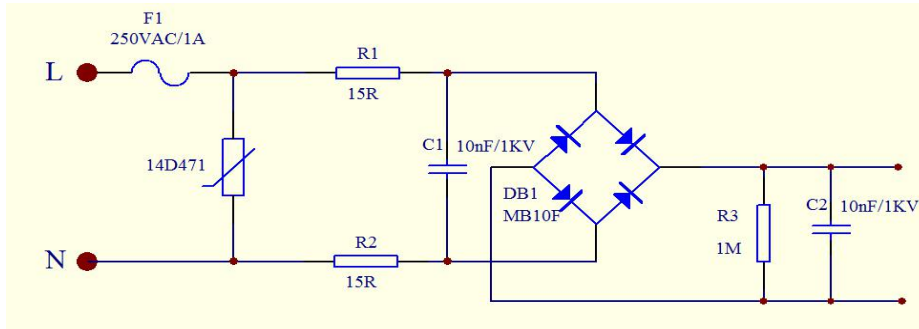 F1
250VAC/1A
L
R1
15R
14D471
C1
10nF/1KV
DB1
MB10F
R3
1M
C2
10nF/1KV
N
R2
15R